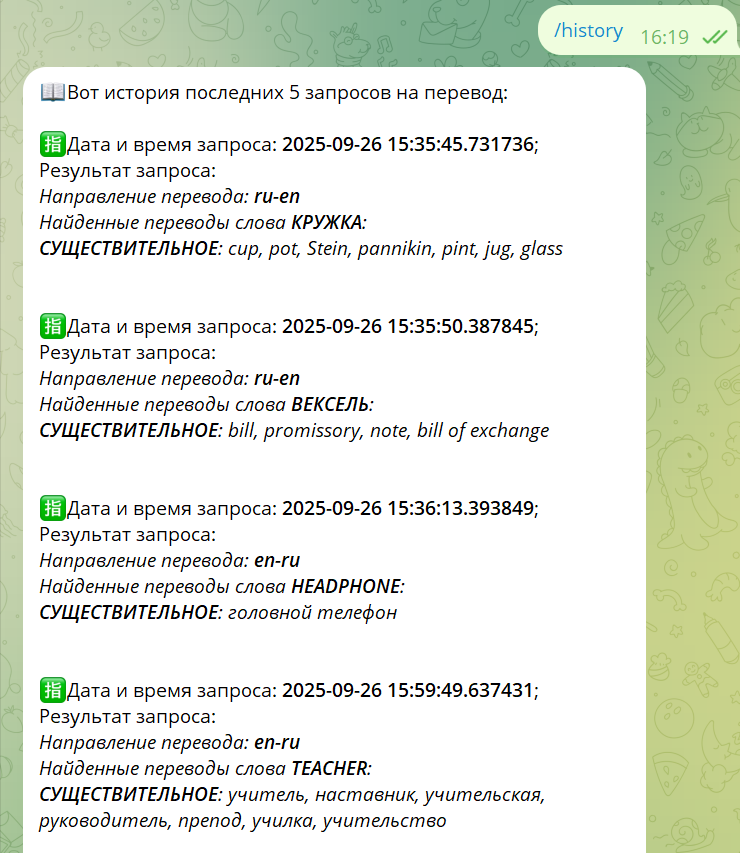 /history 16:19
📖Вот история последних 5 запросов на перевод:
🈯Дата и время запроса: 2025-09-26 15:35:45.731736;
Результат запроса:
Направление перевода: ru-en
Найденные переводы слова КРУЖКА:
СУЩЕСТВИТЕЛЬНОЕ: cup, pot, Stein, pannikin, pint, jug, glass
🈯Дата и время запроса: 2025-09-26 15:35:50.387845;
Результат запроса:
Направление перевода: ru-en
Найденные переводы слова ВЕКСЕЛЬ:
СУЩЕСТВИТЕЛЬНОЕ: bill, promissory, note, bill of exchange
🈯Дата и время запроса: 2025-09-26 15:36:13.393849;
Результат запроса:
Направление перевода: en-ru
Найденные переводы слова HEADPHONE:
СУЩЕСТВИТЕЛЬНОЕ: головной телефон
🈯Дата и время запроса: 2025-09-26 15:59:49.637431;
Результат запроса:
Направление перевода: en-ru
Найденные переводы слова TEACHER:
СУЩЕСТВИТЕЛЬНОЕ: учитель, наставник, учительская,
руководитель, препод, училка, учительство